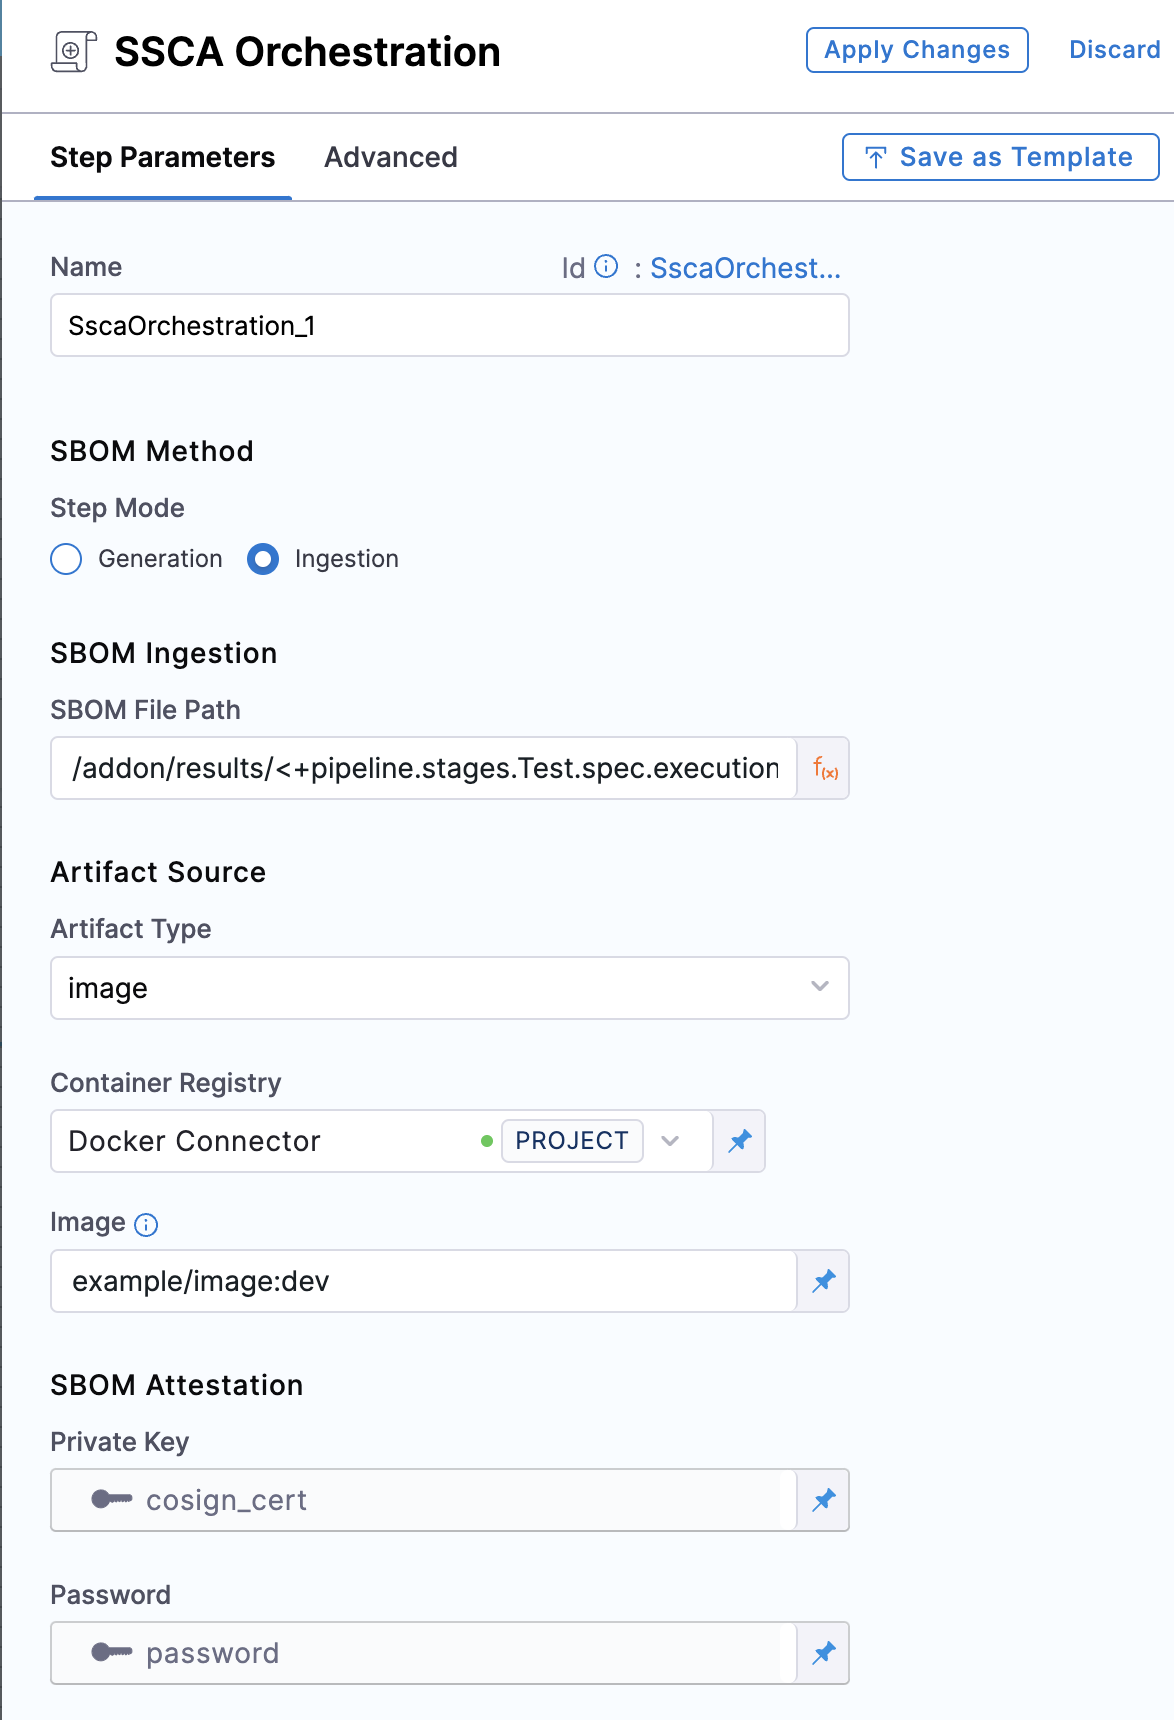 SSCA Orchestration
Apply Changes
Discard
Step Parameters
Advanced
Save as Template
Name
Id : SscaOrchest...
SscaOrchestration_1
SBOM Method
Step Mode
Generation
Ingestion
SBOM Ingestion
SBOM File Path
/addon/results/<+pipeline.stages.Test.spec.execution
f(x)
Artifact Source
Artifact Type
image
Container Registry
Docker Connector
PROJECT
Image
example/image:dev
SBOM Attestation
Private Key
cosign_cert
Password
password